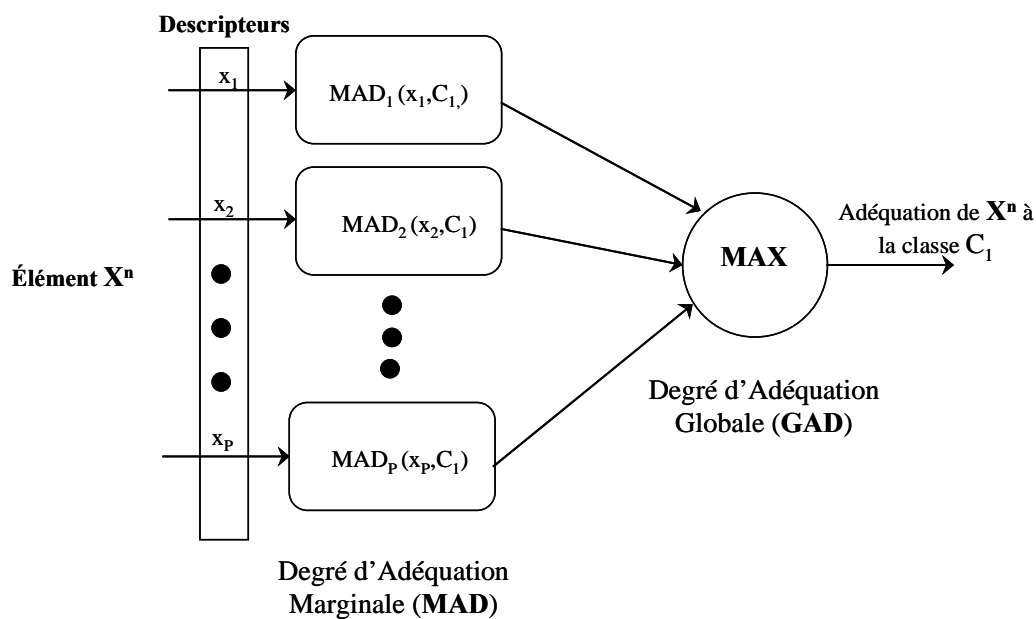 Descripteurs
x₁
MAD₁ (x₁,C₁,)
x₂
MAD₂ (x₂,C₁)
Élément Xⁿ
MAX
Adéquation de Xⁿ à
la classe C₁
Degré d’Adéquation
Globale (GAD)
xP
MADP (xP,C₁)
Degré d’Adéquation
Marginale (MAD)